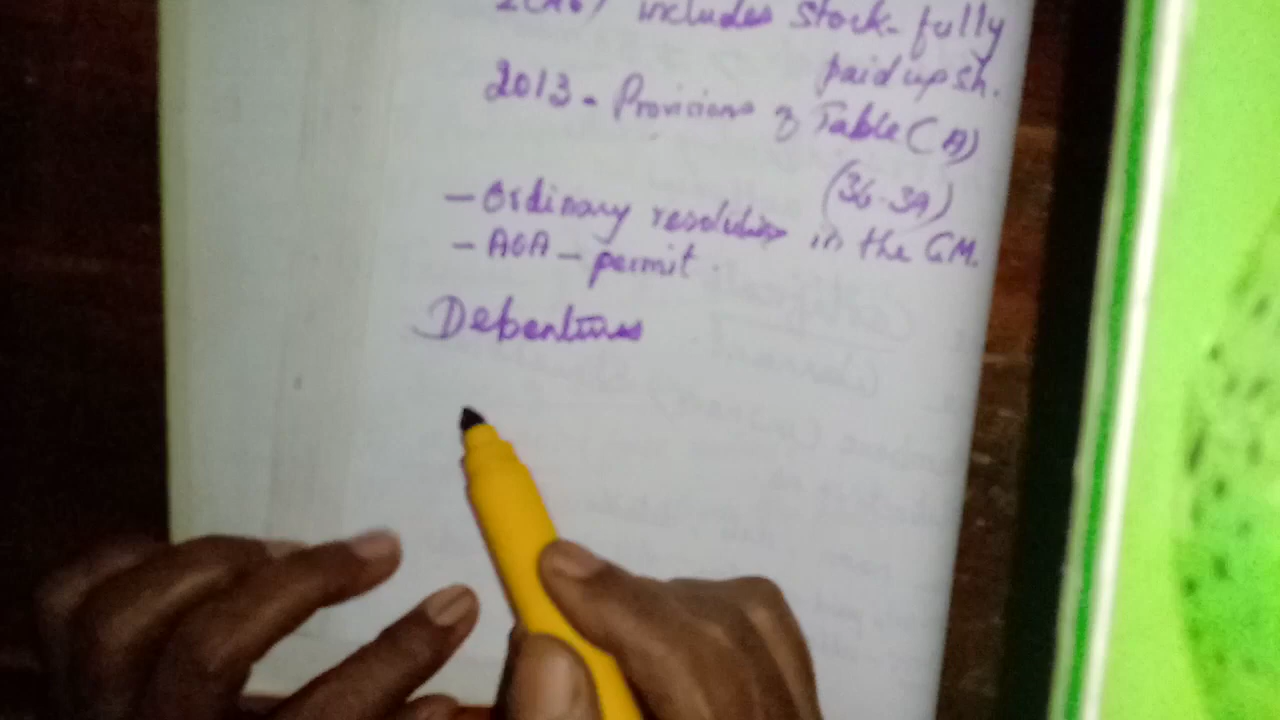 includes stock - fully
paid up sh.
2013 - Provisions of Table (A)
(36-39)
- Ordinary resolution in the GM.
- AOA - permit.
Debentures